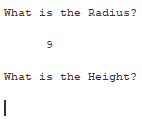 What is the Radius?
9
What is the Height?